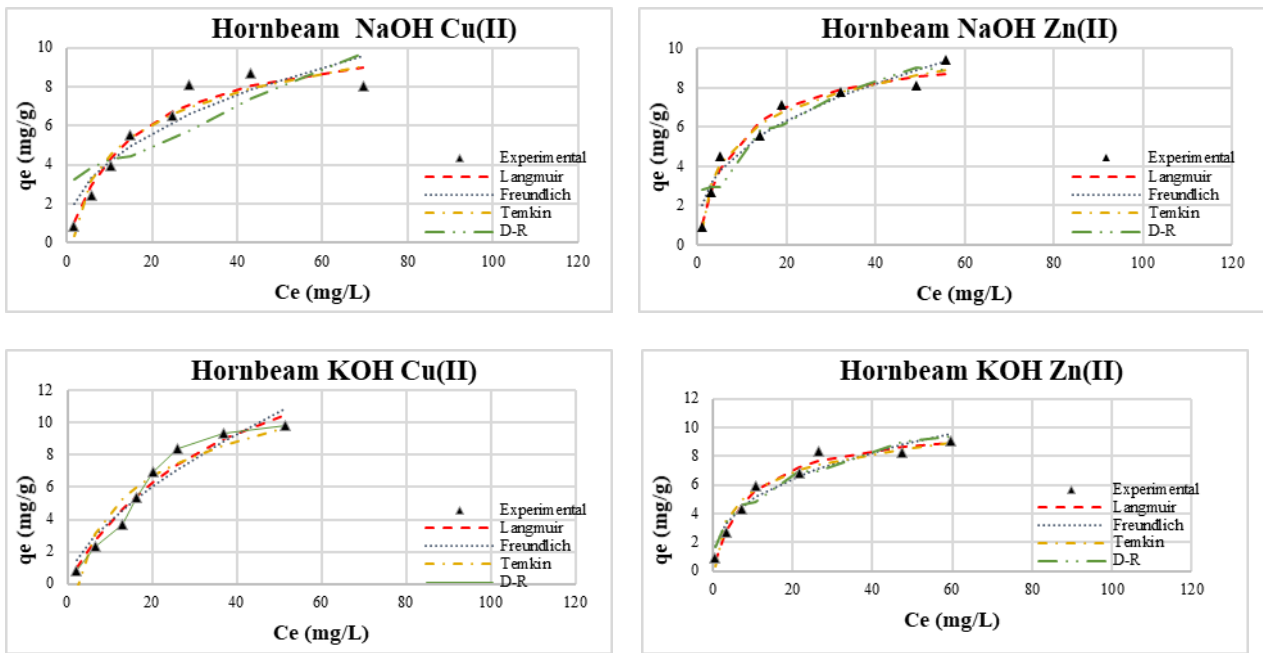 Hornbeam NaOH Cu(II)
10
8
6
4
2
0
qe (mg/g)
Experimental
Langmuir
Freundlich
Temkin
D-R
0 20 40 60 80 100 120
Ce (mg/L)
Hornbeam NaOH Zn(II)
10
8
6
4
2
0
qe (mg/g)
Experimental
Langmuir
Freundlich
Temkin
D-R
0 20 40 60 80 100 120
Ce (mg/L)
Hornbeam KOH Cu(II)
12
10
8
6
4
2
0
qe (mg/g)
Experimental
Langmuir
Freundlich
Temkin
D-R
0 20 40 60 80 100 120
Ce (mg/L)
Hornbeam KOH Zn(II)
12
10
8
6
4
2
0
qe (mg/g)
Experimental
Langmuir
Freundlich
Temkin
D-R
0 20 40 60 80 100 120
Ce (mg/L)